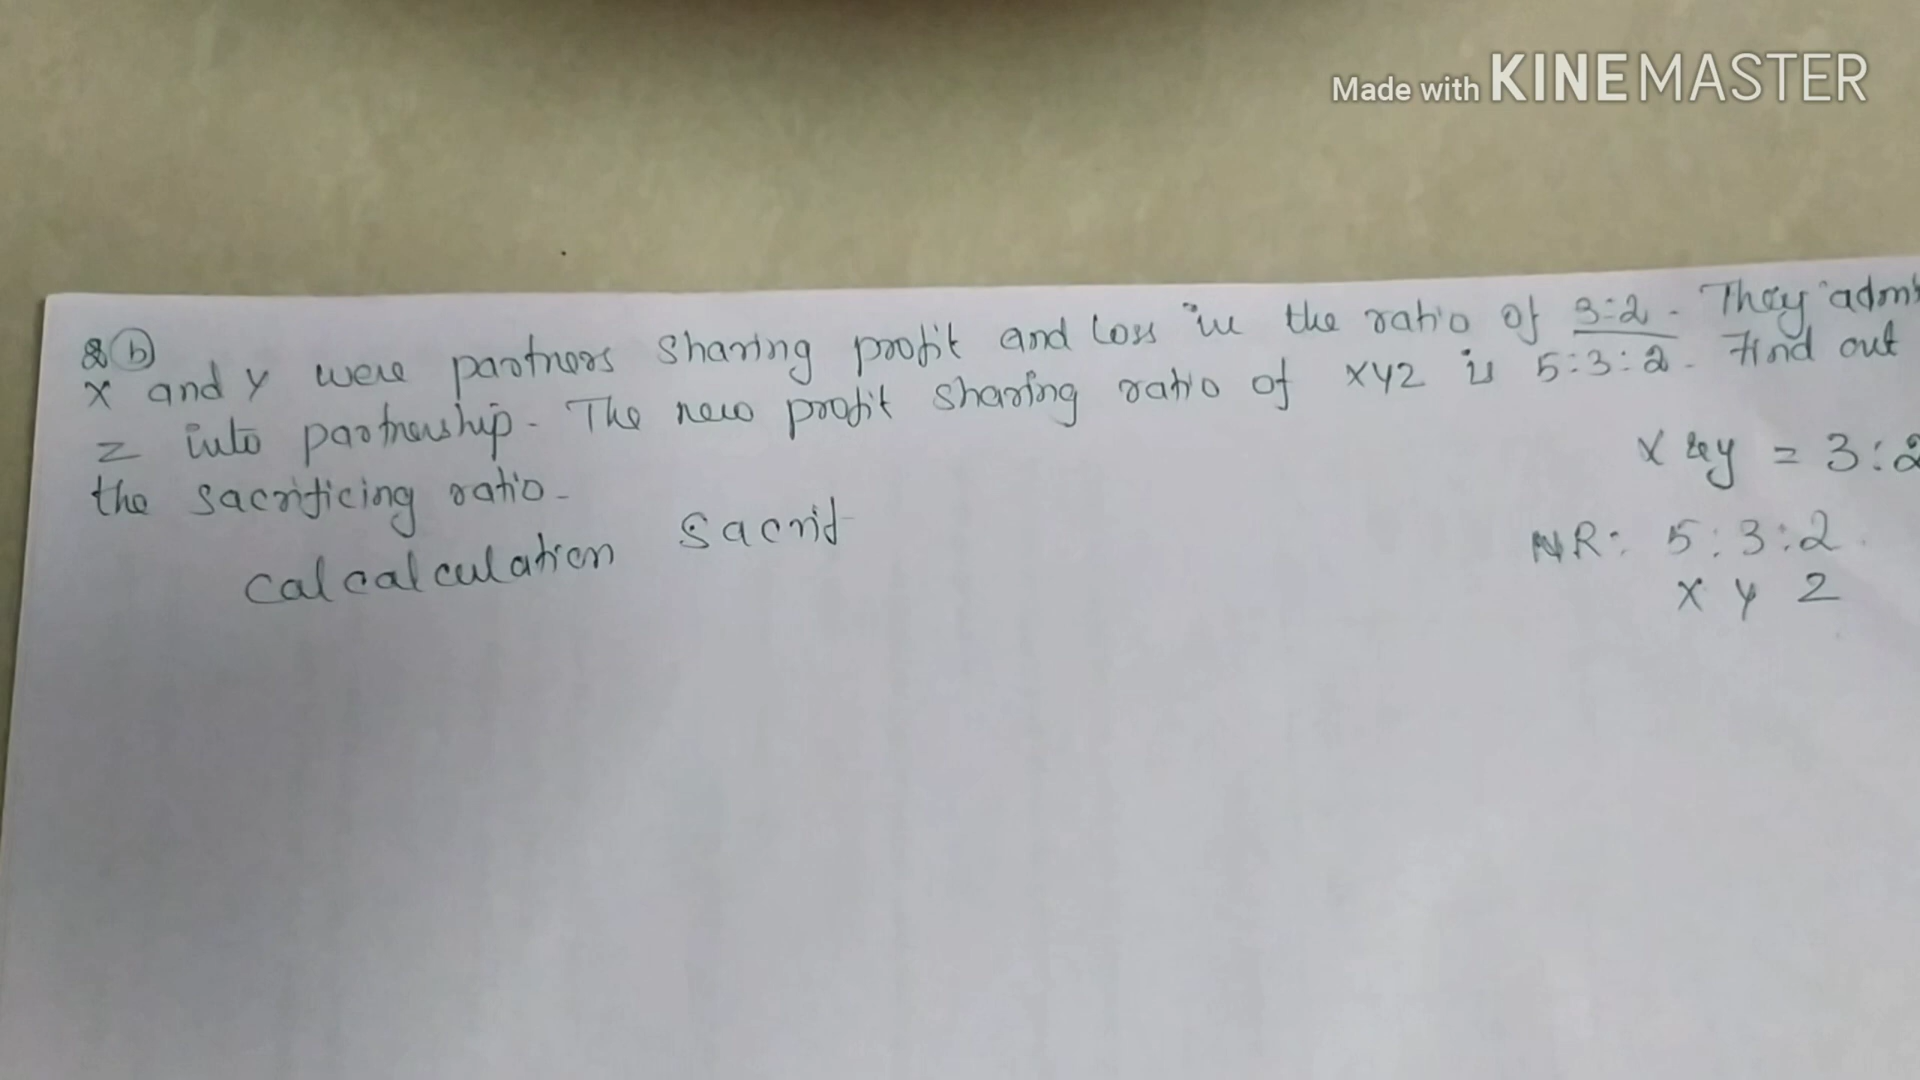 Made with KINEMASTER
Q (b)
X and Y were partners sharing profit and loss in the ratio of 3:2. They admi
Z into partnership. The new profit sharing ratio of XYZ is 5:3:2. Find out
the sacrificing ratio.
X & Y = 3:2
calcalculation sacrif
NR: 5:3:2
X Y Z